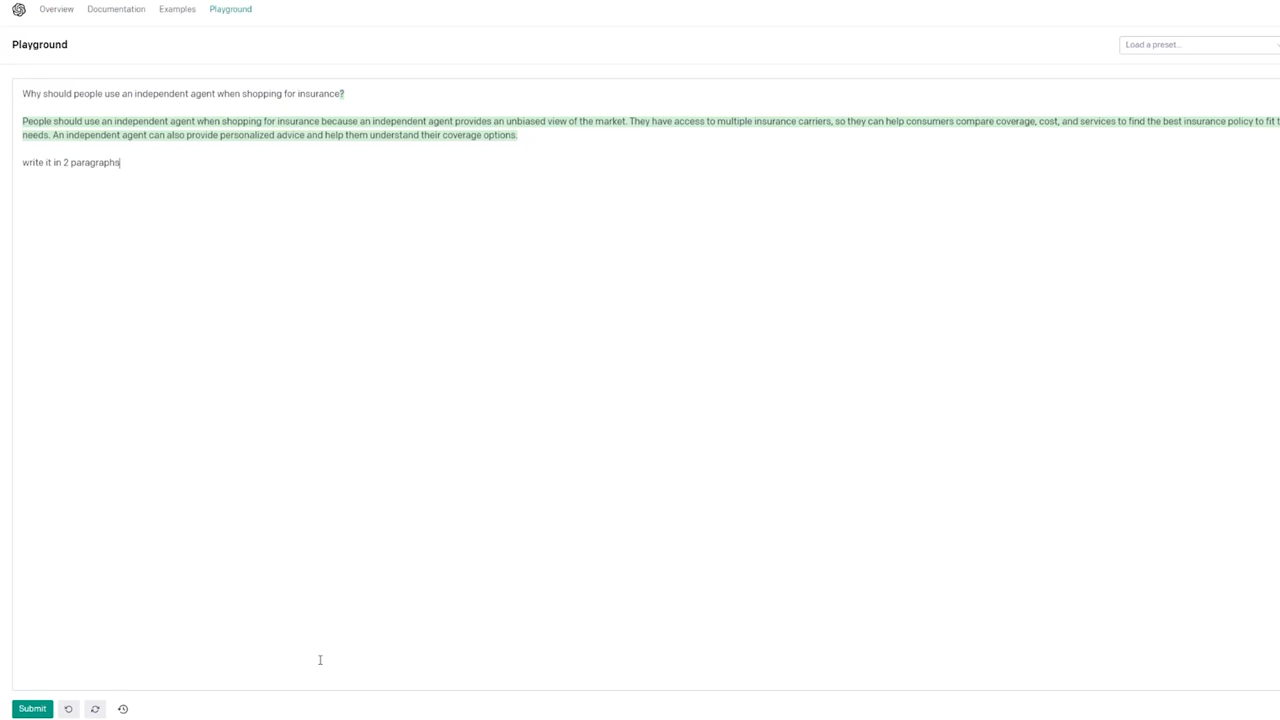 Overview Documentation Examples Playground
Playground
Load a preset...
Why should people use an independent agent when shopping for insurance?
People should use an independent agent when shopping for insurance because an independent agent provides an unbiased view of the market. They have access to multiple insurance carriers, so they can help consumers compare coverage, cost, and services to find the best insurance policy to fit
needs. An independent agent can also provide personalized advice and help them understand their coverage options.
write it in 2 paragraphs
Submit